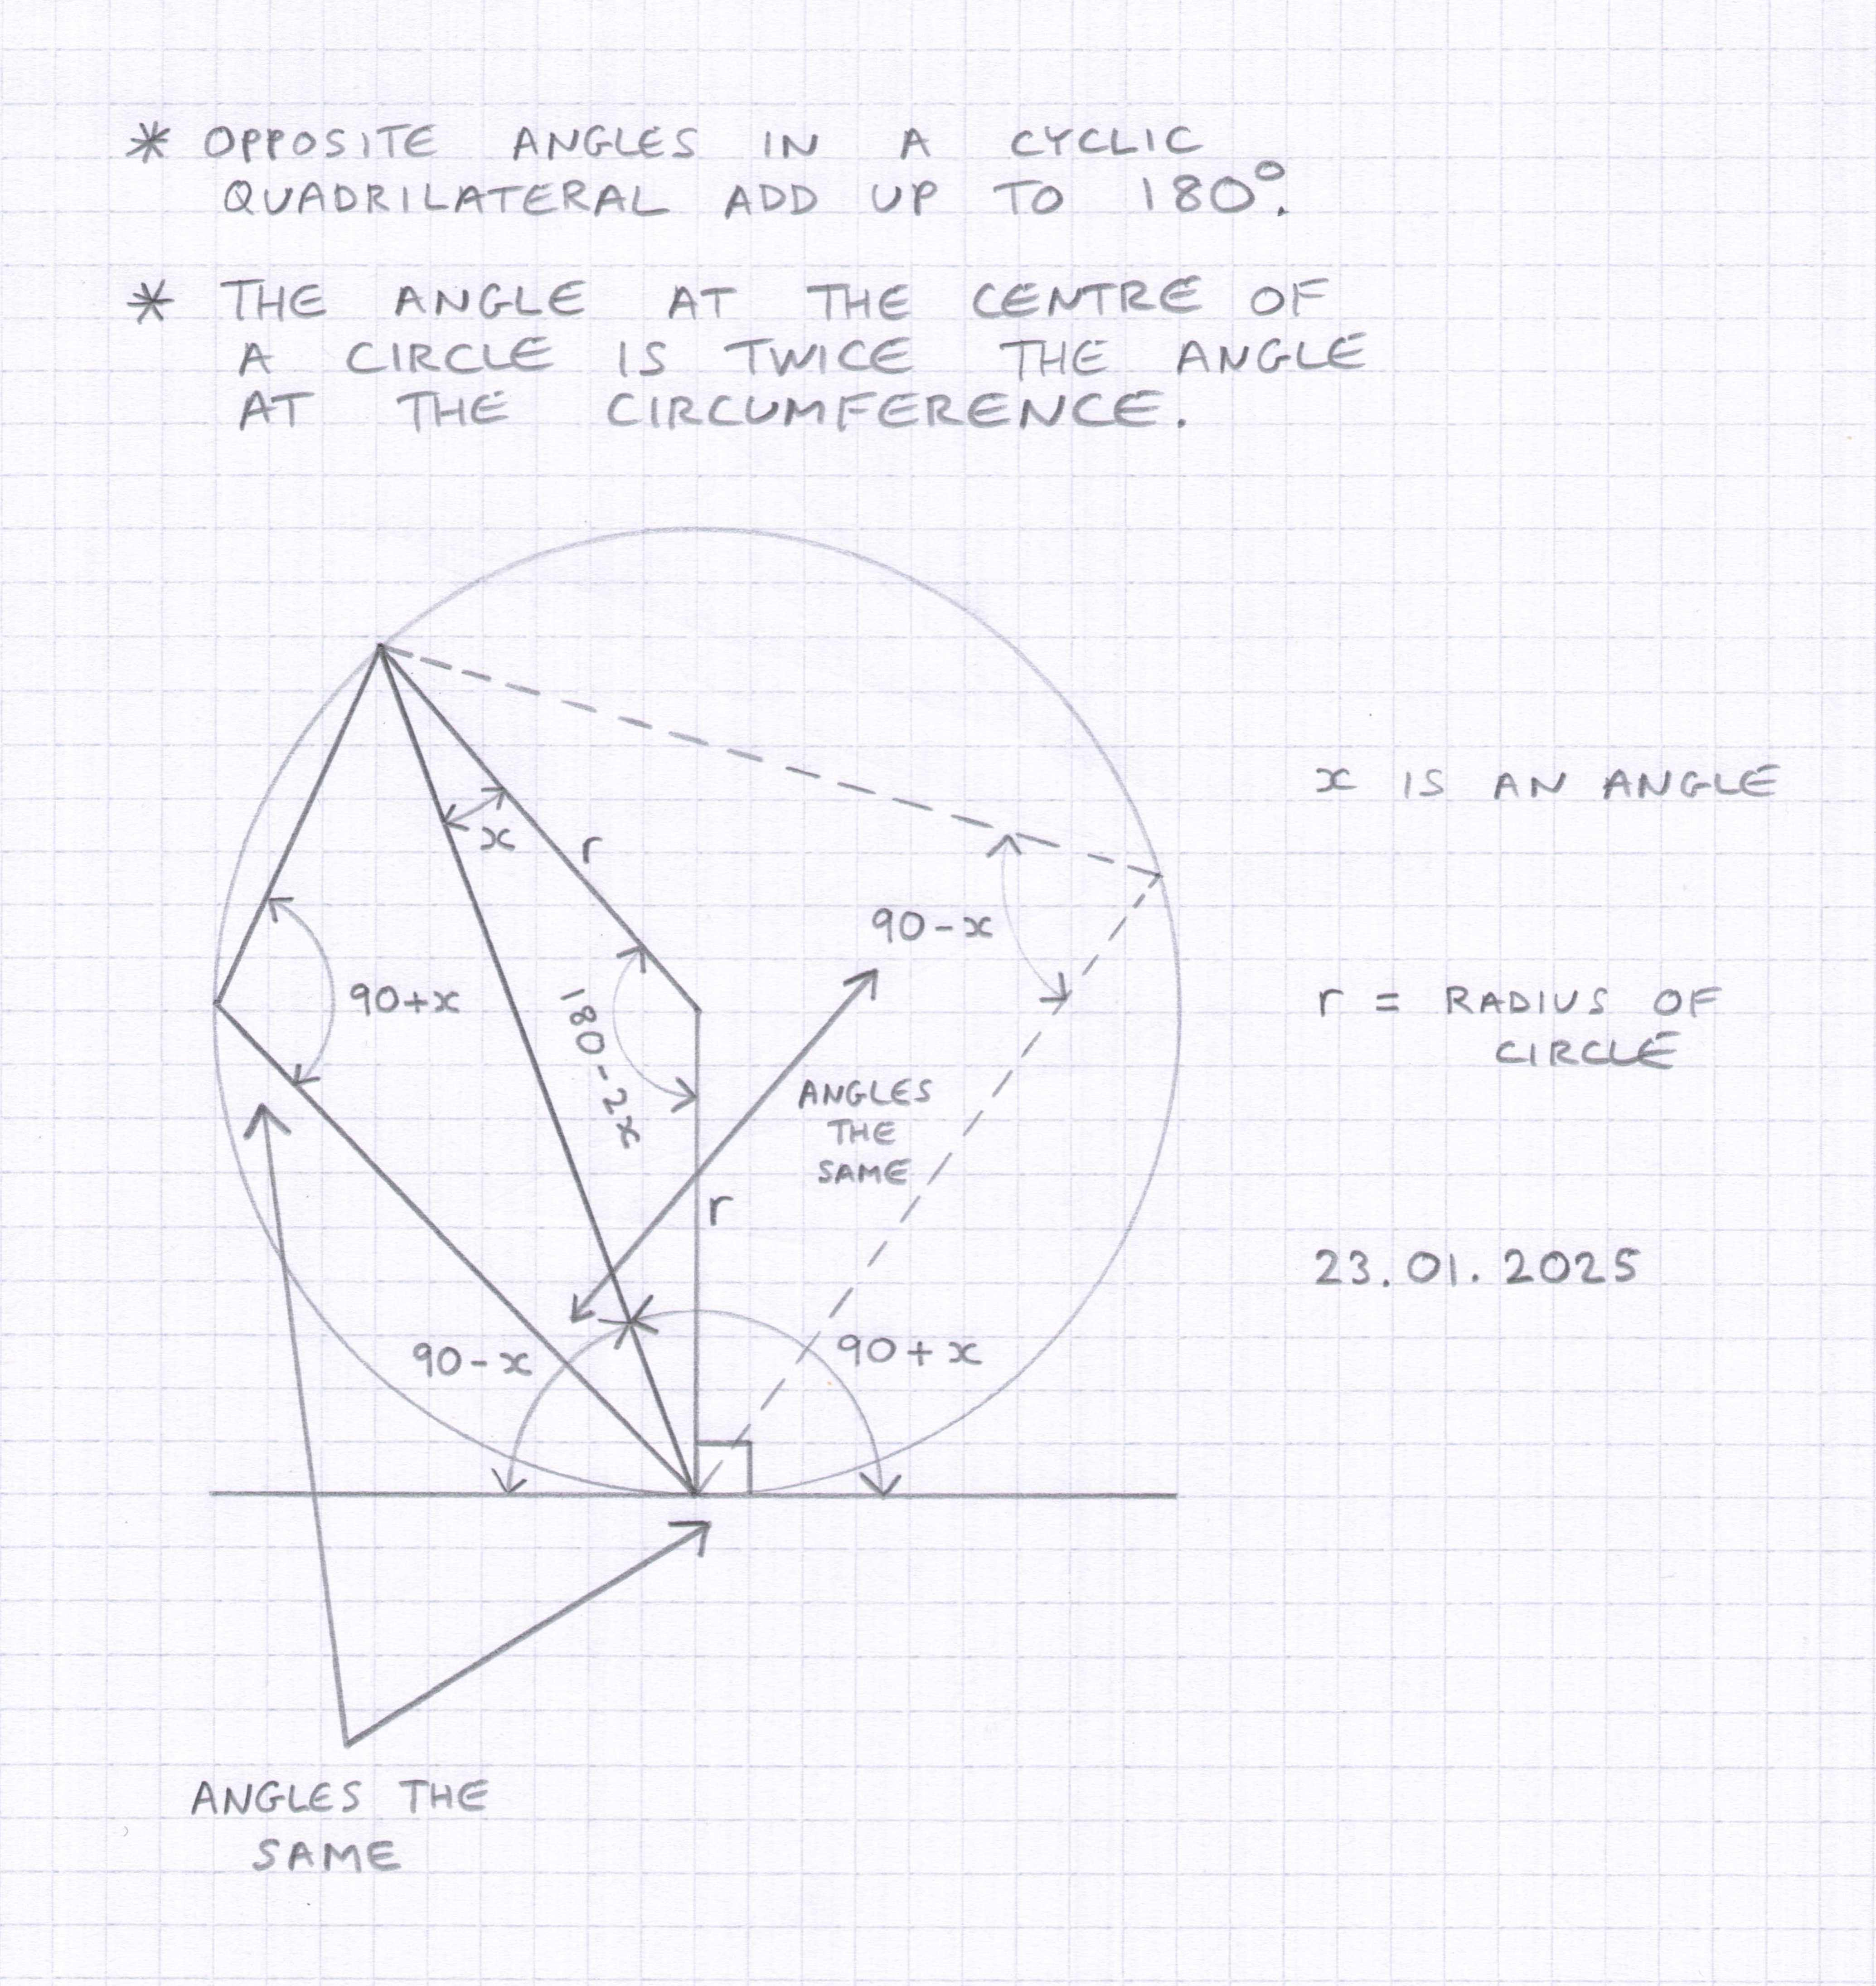 * OPPOSITE ANGLES IN A CYCLIC
QUADRILATERAL ADD UP TO 180°.
* THE ANGLE AT THE CENTRE OF
A CIRCLE IS TWICE THE ANGLE
AT THE CIRCUMFERENCE.
x IS AN ANGLE
x
r
90-x
90+x
180-2x
r = RADIUS OF
CIRCLE
ANGLES
THE
SAME
r
23.01.2025
90-x
90+x
ANGLES THE
SAME